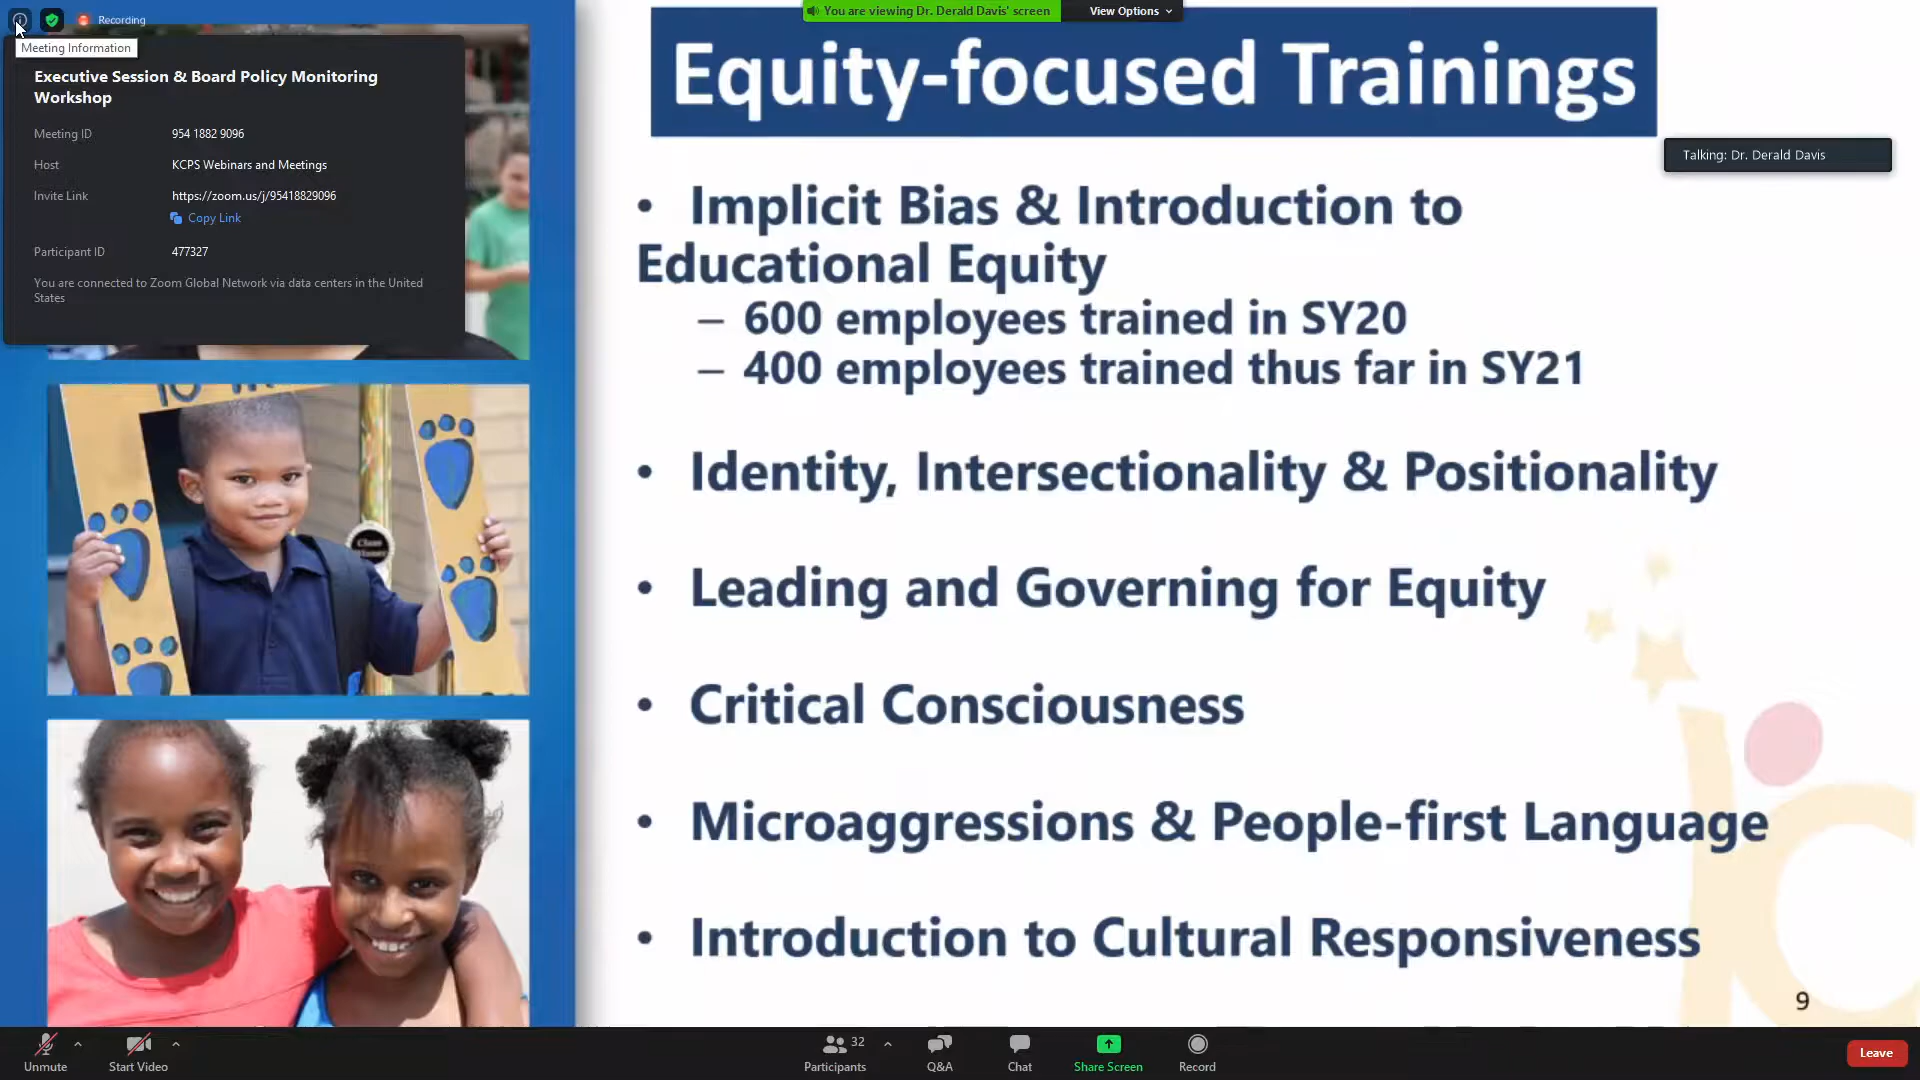 Recording
You are viewing Dr. Derald Davis' screen
View Options
Meeting Information
Executive Session & Board Policy Monitoring
Workshop
Meeting ID 954 1882 9096
Host KCPS Webinars and Meetings
Invite Link https://zoom.us/j/95418829096
Copy Link
Participant ID 477327
You are connected to Zoom Global Network via data centers in the United
States
Equity-focused Trainings
Talking: Dr. Derald Davis
• Implicit Bias & Introduction to
Educational Equity
– 600 employees trained in SY20
– 400 employees trained thus far in SY21
• Identity, Intersectionality & Positionality
• Leading and Governing for Equity
• Critical Consciousness
• Microaggressions & People-first Language
• Introduction to Cultural Responsiveness
9
Unmute
Start Video
Participants 32
Q&A
Chat
Share Screen
Record
Leave